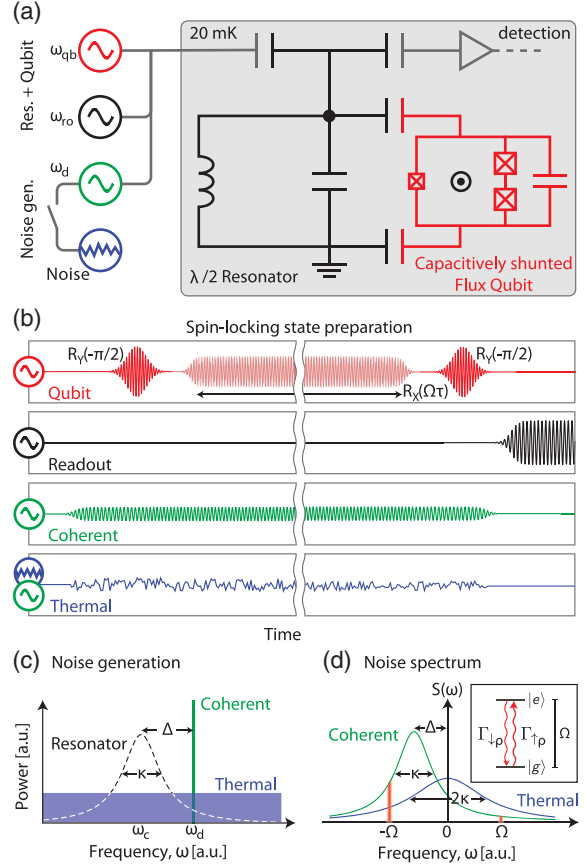 (a)
Res. + Qubit
Noise gen.
ω_qb
ω_ro
ω_d
Noise
20 mK
detection
λ/2 Resonator
Capacitively shunted
Flux Qubit
(b)
Spin-locking state preparation
R_Y(-π/2)
R_Y(-π/2)
Qubit
R_X(Ωτ)
Readout
Coherent
Thermal
Time
(c) Noise generation
Power [a.u.]
Coherent
Resonator
Δ
κ
Thermal
ω_c
ω_d
Frequency, ω [a.u.]
(d) Noise spectrum
S(ω)
Coherent
Δ
κ
2κ
Thermal
|e⟩
Γ_↓ρ
Γ_↑ρ
Ω
|g⟩
-Ω
0
Ω
Frequency, ω [a.u.]